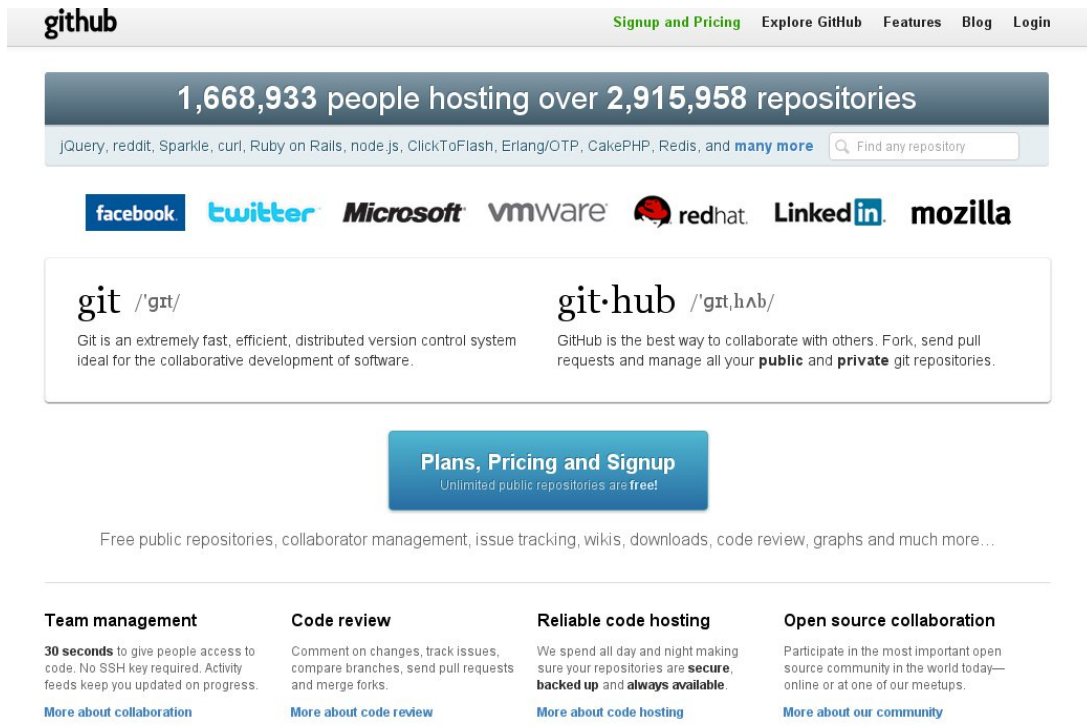 github
Signup and Pricing Explore GitHub Features Blog Login
1,668,933 people hosting over 2,915,958 repositories
jQuery, reddit, Sparkle, curl, Ruby on Rails, node.js, ClickToFlash, Erlang/OTP, CakePHP, Redis, and many more
Find any repository
facebook. twitter Microsoft vmware redhat. Linked in. mozilla
git /ˈɡɪt/
Git is an extremely fast, efficient, distributed version control system
ideal for the collaborative development of software.
git·hub /ˈɡɪt,hʌb/
GitHub is the best way to collaborate with others. Fork, send pull
requests and manage all your public and private git repositories.
Plans, Pricing and Signup
Unlimited public repositories are free!
Free public repositories, collaborator management, issue tracking, wikis, downloads, code review, graphs and much more…
Team management
30 seconds to give people access to
code. No SSH key required. Activity
feeds keep you updated on progress.
More about collaboration
Code review
Comment on changes, track issues,
compare branches, send pull requests
and merge forks.
More about code review
Reliable code hosting
We spend all day and night making
sure your repositories are secure,
backed up and always available.
More about code hosting
Open source collaboration
Participate in the most important open
source community in the world today—
online or at one of our meetups.
More about our community